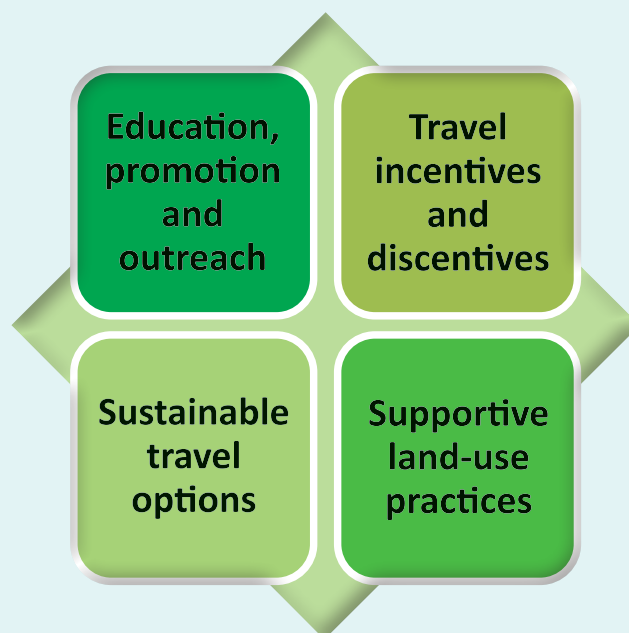 Education,
promotion
and
outreach
Travel
incentives
and
discentives
Sustainable
travel
options
Supportive
land-use
practices